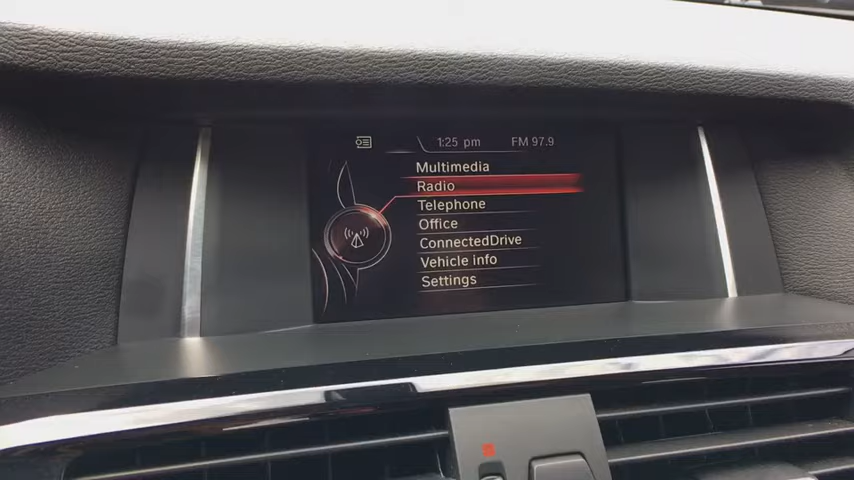 1:25 pm FM 97.9
Multimedia
Radio
Telephone
Office
ConnectedDrive
Vehicle info
Settings